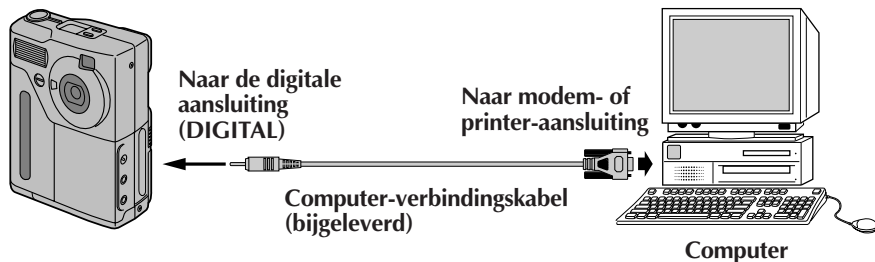 Naar de digitale
aansluiting
(DIGITAL)
Naar modem- of
printer-aansluiting
Computer-verbindingskabel
(bijgeleverd)
Computer